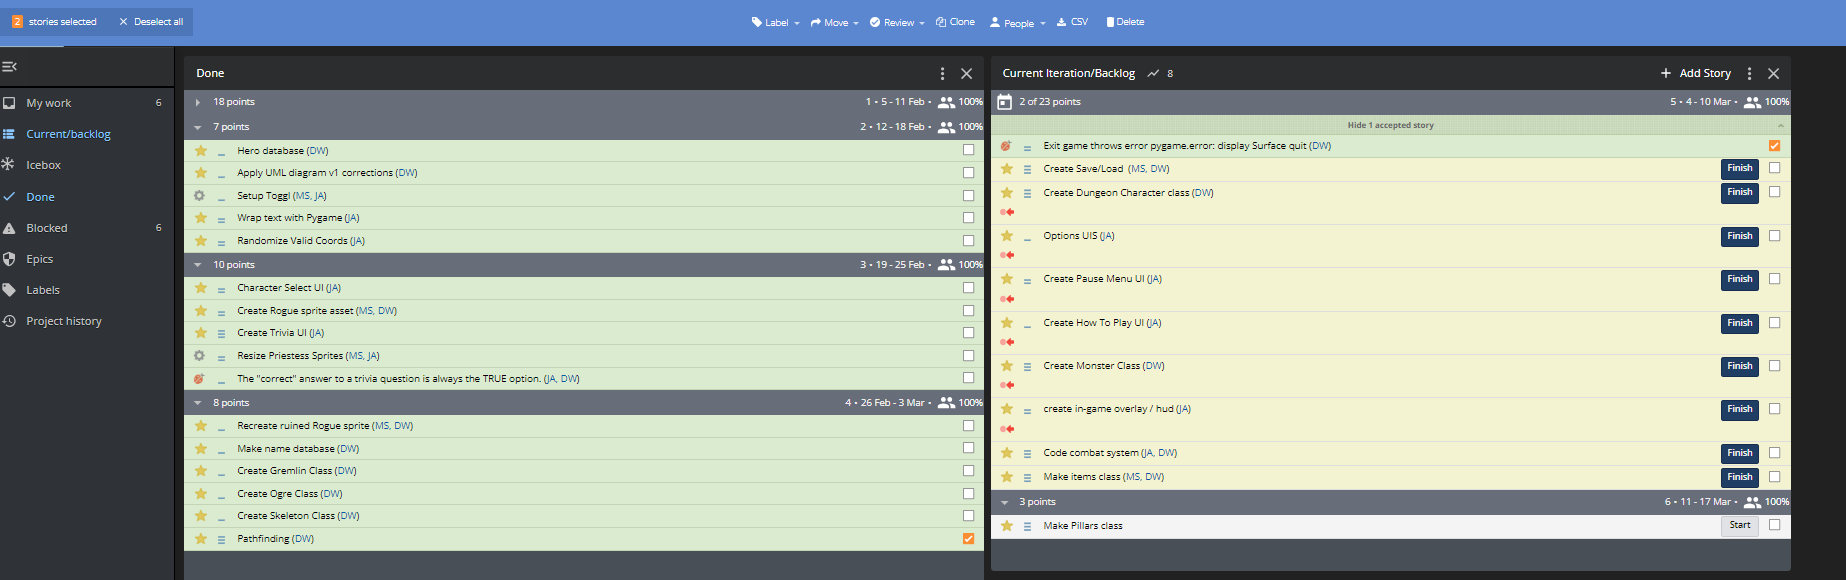 2 stories selected × Deselect all
Label Move Review Clone People CSV Delete
My work 6
Current/backlog
Icebox
Done
Blocked 6
Epics
Labels
Project history
Done
18 points 1 • 5 - 11 Feb • 100%
7 points 2 • 12 - 18 Feb • 100%
Hero database (DW)
Apply UML diagram v1 corrections (DW)
Setup Toggl (MS, JA)
Wrap text with Pygame (JA)
Randomize Valid Coords (JA)
10 points 3 • 19 - 25 Feb • 100%
Character Select UI (JA)
Create Rogue sprite asset (MS, DW)
Create Trivia UI (JA)
Resize Priestess Sprites (MS, JA)
The "correct" answer to a trivia question is always the TRUE option. (JA, DW)
8 points 4 • 26 Feb - 3 Mar • 100%
Recreate ruined Rogue sprite (MS, DW)
Make name database (DW)
Create Gremlin Class (DW)
Create Ogre Class (DW)
Create Skeleton Class (DW)
Pathfinding (DW)
Current Iteration/Backlog 8 + Add Story
2 of 23 points 5 • 4 - 10 Mar • 100%
Hide 1 accepted story
Exit game throws error pygame.error: display Surface quit (DW)
Create Save/Load (MS, DW) Finish
Create Dungeon Character class (DW) Finish
Options UIS (JA) Finish
Create Pause Menu UI (JA) Finish
Create How To Play UI (JA) Finish
Create Monster Class (DW) Finish
create in-game overlay / hud (JA) Finish
Code combat system (JA, DW) Finish
Make items class (MS, DW) Finish
3 points 6 • 11 - 17 Mar • 100%
Make Pillars class Start